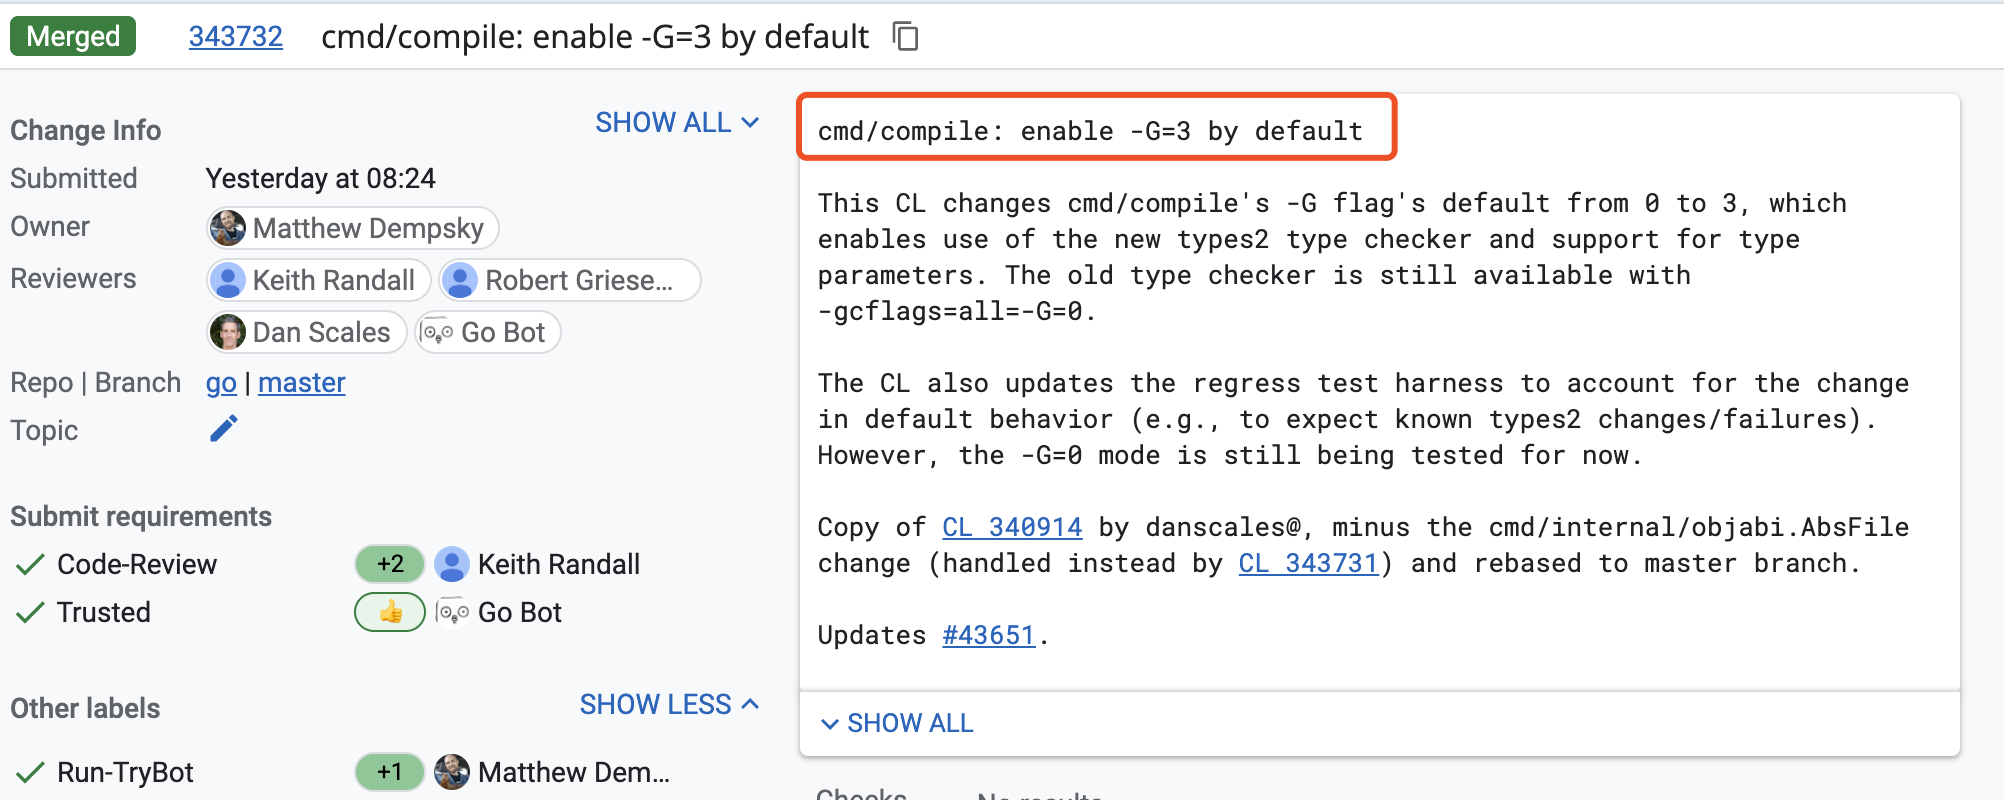 Merged 343732 cmd/compile: enable -G=3 by default
Change Info SHOW ALL
Submitted Yesterday at 08:24
Owner Matthew Dempsky
Reviewers Keith Randall Robert Griese...
Dan Scales Go Bot
Repo | Branch go | master
Topic
Submit requirements
Code-Review +2 Keith Randall
Trusted 👍 Go Bot
Other labels SHOW LESS
Run-TryBot +1 Matthew Dem...
cmd/compile: enable -G=3 by default
This CL changes cmd/compile's -G flag's default from 0 to 3, which
enables use of the new types2 type checker and support for type
parameters. The old type checker is still available with
-gcflags=all=-G=0.
The CL also updates the regress test harness to account for the change
in default behavior (e.g., to expect known types2 changes/failures).
However, the -G=0 mode is still being tested for now.
Copy of CL 340914 by danscales@, minus the cmd/internal/objabi.AbsFile
change (handled instead by CL 343731) and rebased to master branch.
Updates #43651.
SHOW ALL
Checks No results